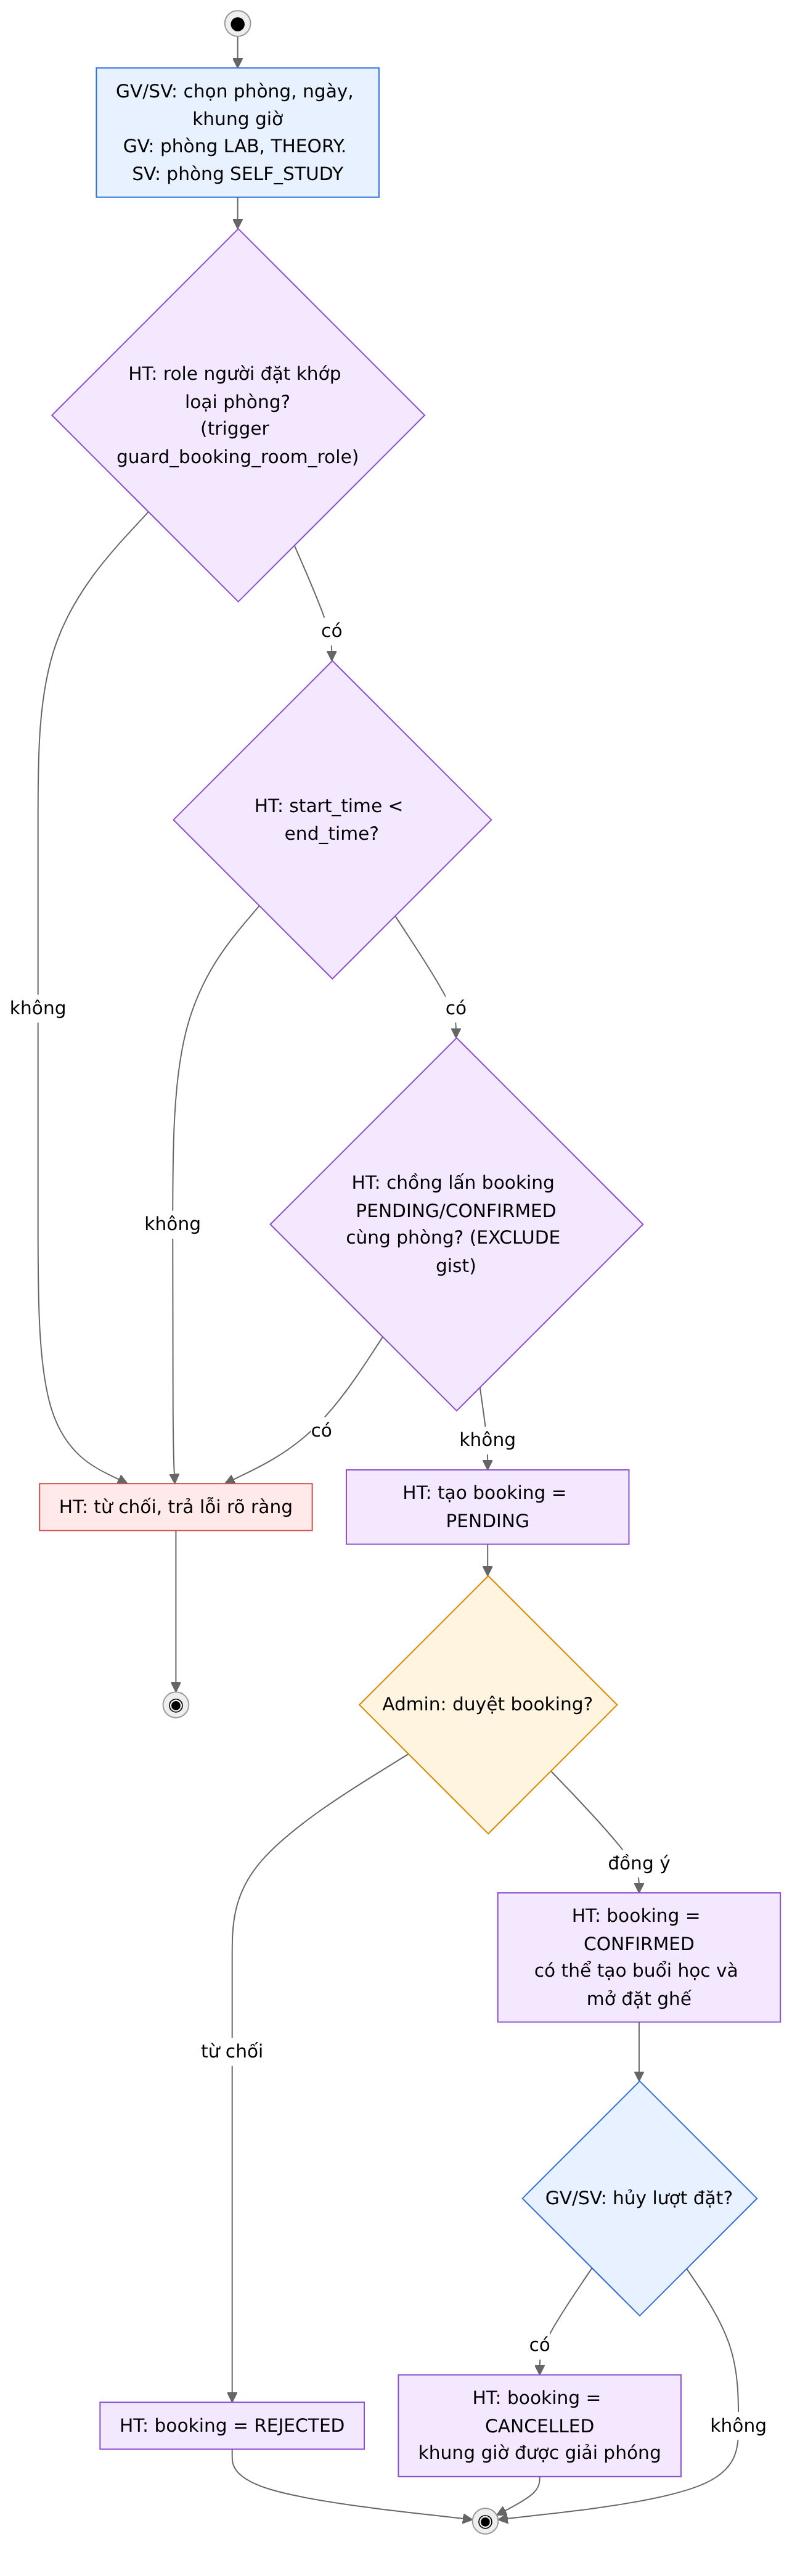 GV/SV: chọn phòng, ngày,
khung giờ
GV: phòng LAB, THEORY.
SV: phòng SELF_STUDY
HT: role người đặt khớp
loại phòng?
(trigger
guard_booking_room_role)
có
HT: start_time <
end_time?
không
có
HT: chồng lấn booking
PENDING/CONFIRMED
cùng phòng? (EXCLUDE
gist)
không
có
không
HT: từ chối, trả lỗi rõ ràng
HT: tạo booking =
PENDING
Admin: duyệt booking?
đồng ý
HT: booking =
CONFIRMED
có thể tạo buổi học và
mở đặt ghế
từ chối
GV/SV: hủy lượt đặt?
có
HT: booking = REJECTED
HT: booking =
CANCELLED
khung giờ được giải phóng
không